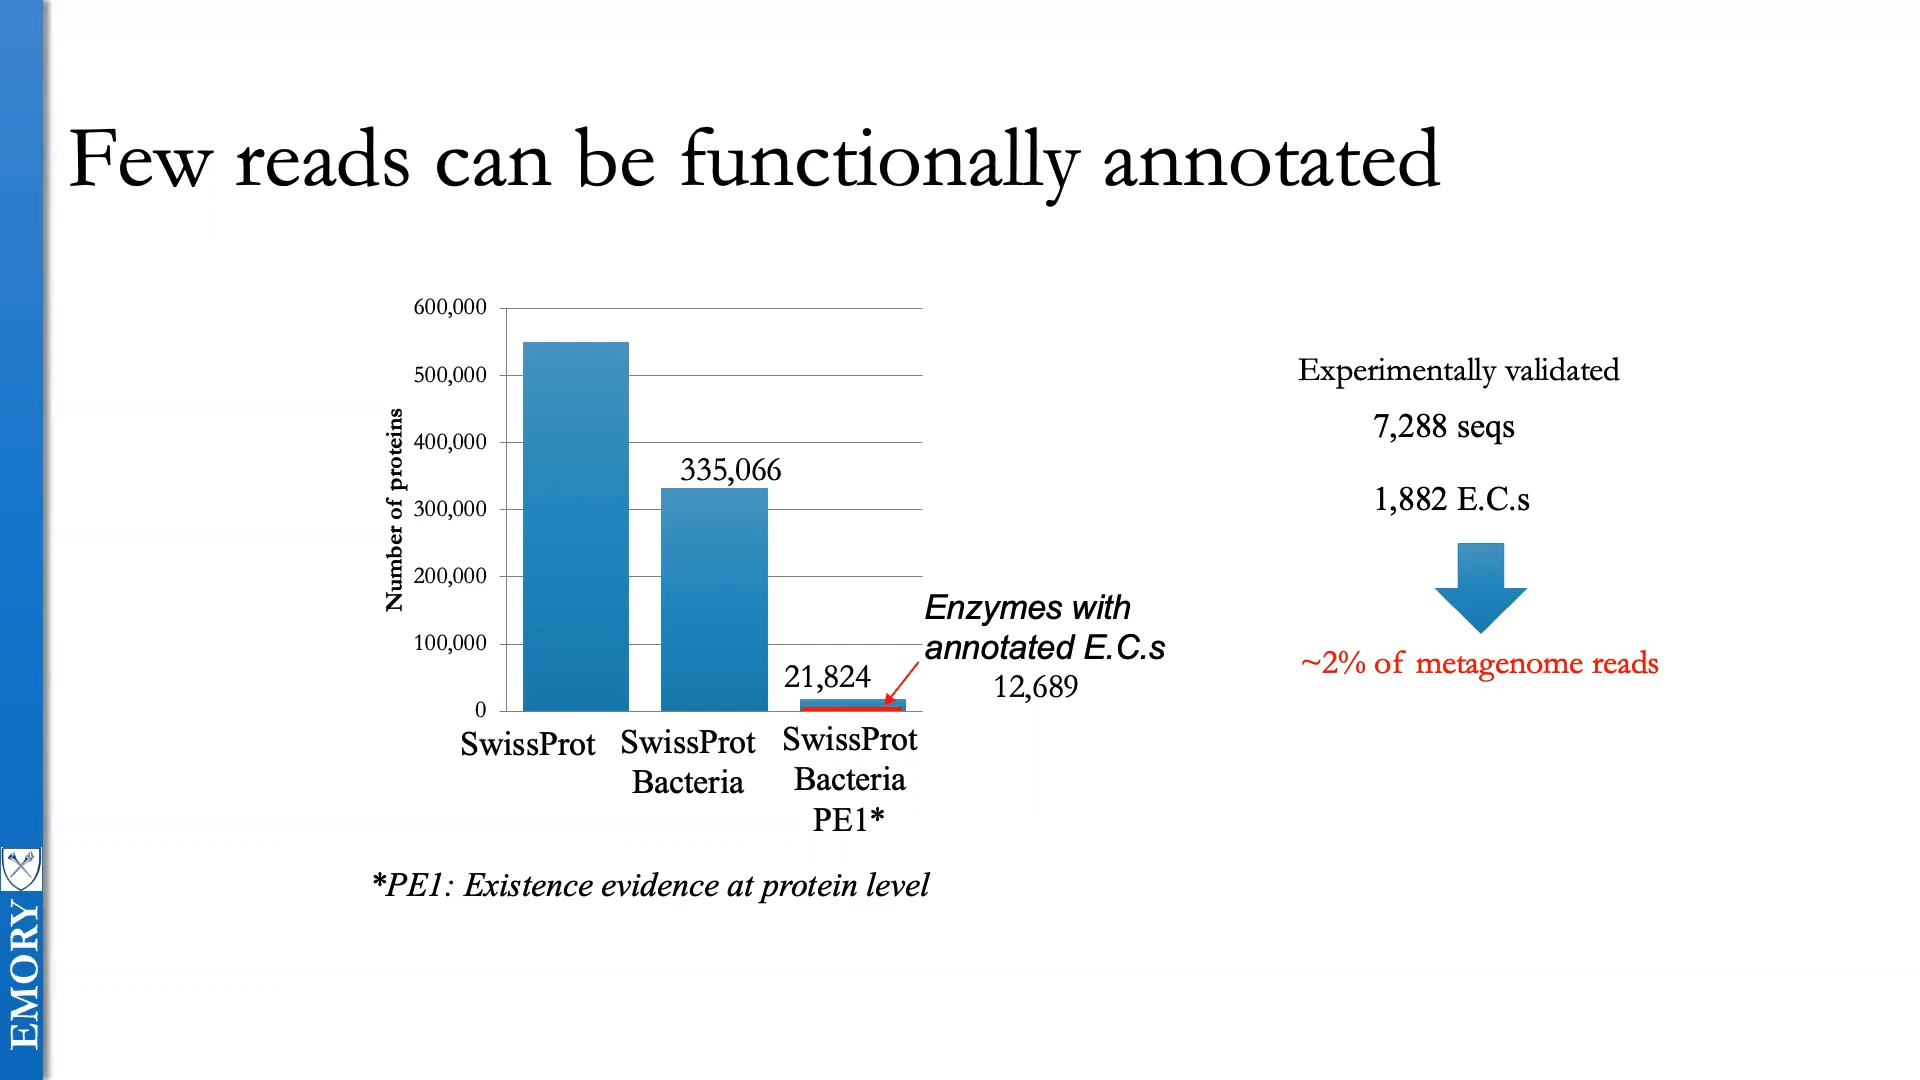 Few reads can be functionally annotated
600,000
500,000
400,000
300,000
200,000
100,000
0
Number of proteins
335,066
21,824
Enzymes with
annotated E.C.s
12,689
SwissProt
SwissProt
Bacteria
SwissProt
Bacteria
PE1*
*PE1: Existence evidence at protein level
Experimentally validated
7,288 seqs
1,882 E.C.s
~2% of metagenome reads
EMORY